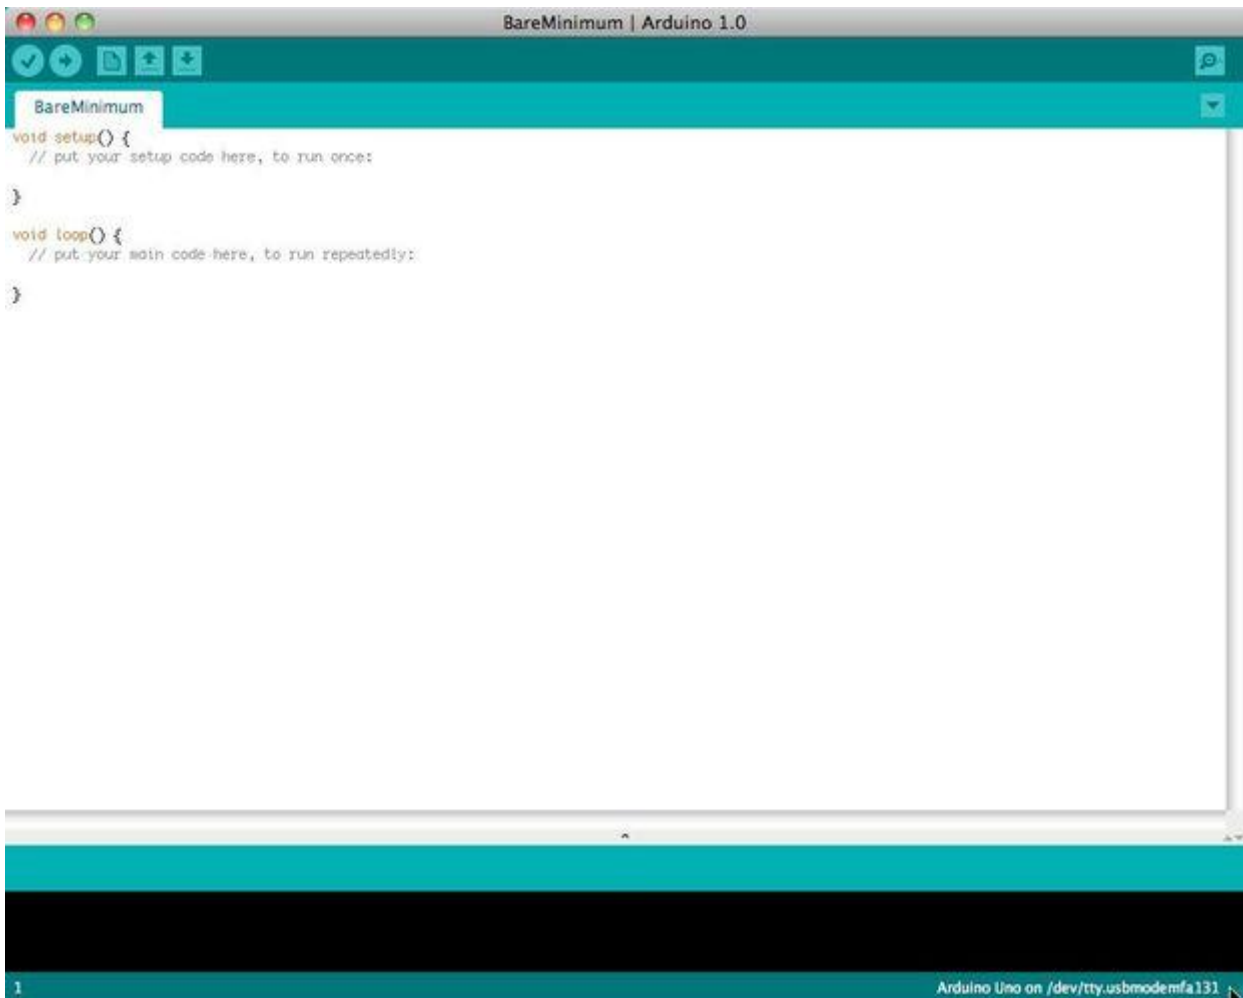 BareMinimum | Arduino 1.0
BareMinimum
void setup() {
// put your setup code here, to run once:
}
void loop() {
// put your main code here, to run repeatedly:
}
1
Arduino Uno on /dev/tty.usbmodemfa131